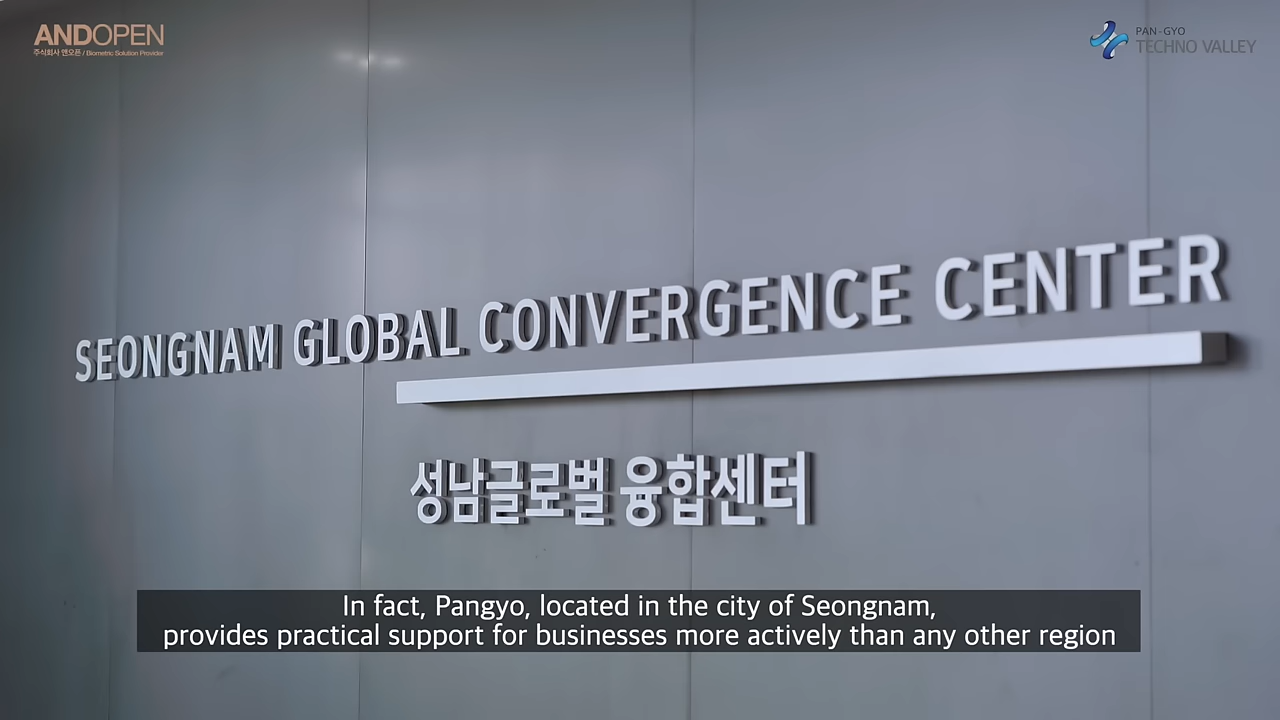 ANDOPEN
주식회사 앤오픈 / Biometric Solution Provider
PAN-GYO
TECHNO VALLEY
SEONGNAM GLOBAL CONVERGENCE CENTER
성남글로벌 융합센터
In fact, Pangyo, located in the city of Seongnam,
provides practical support for businesses more actively than any other region